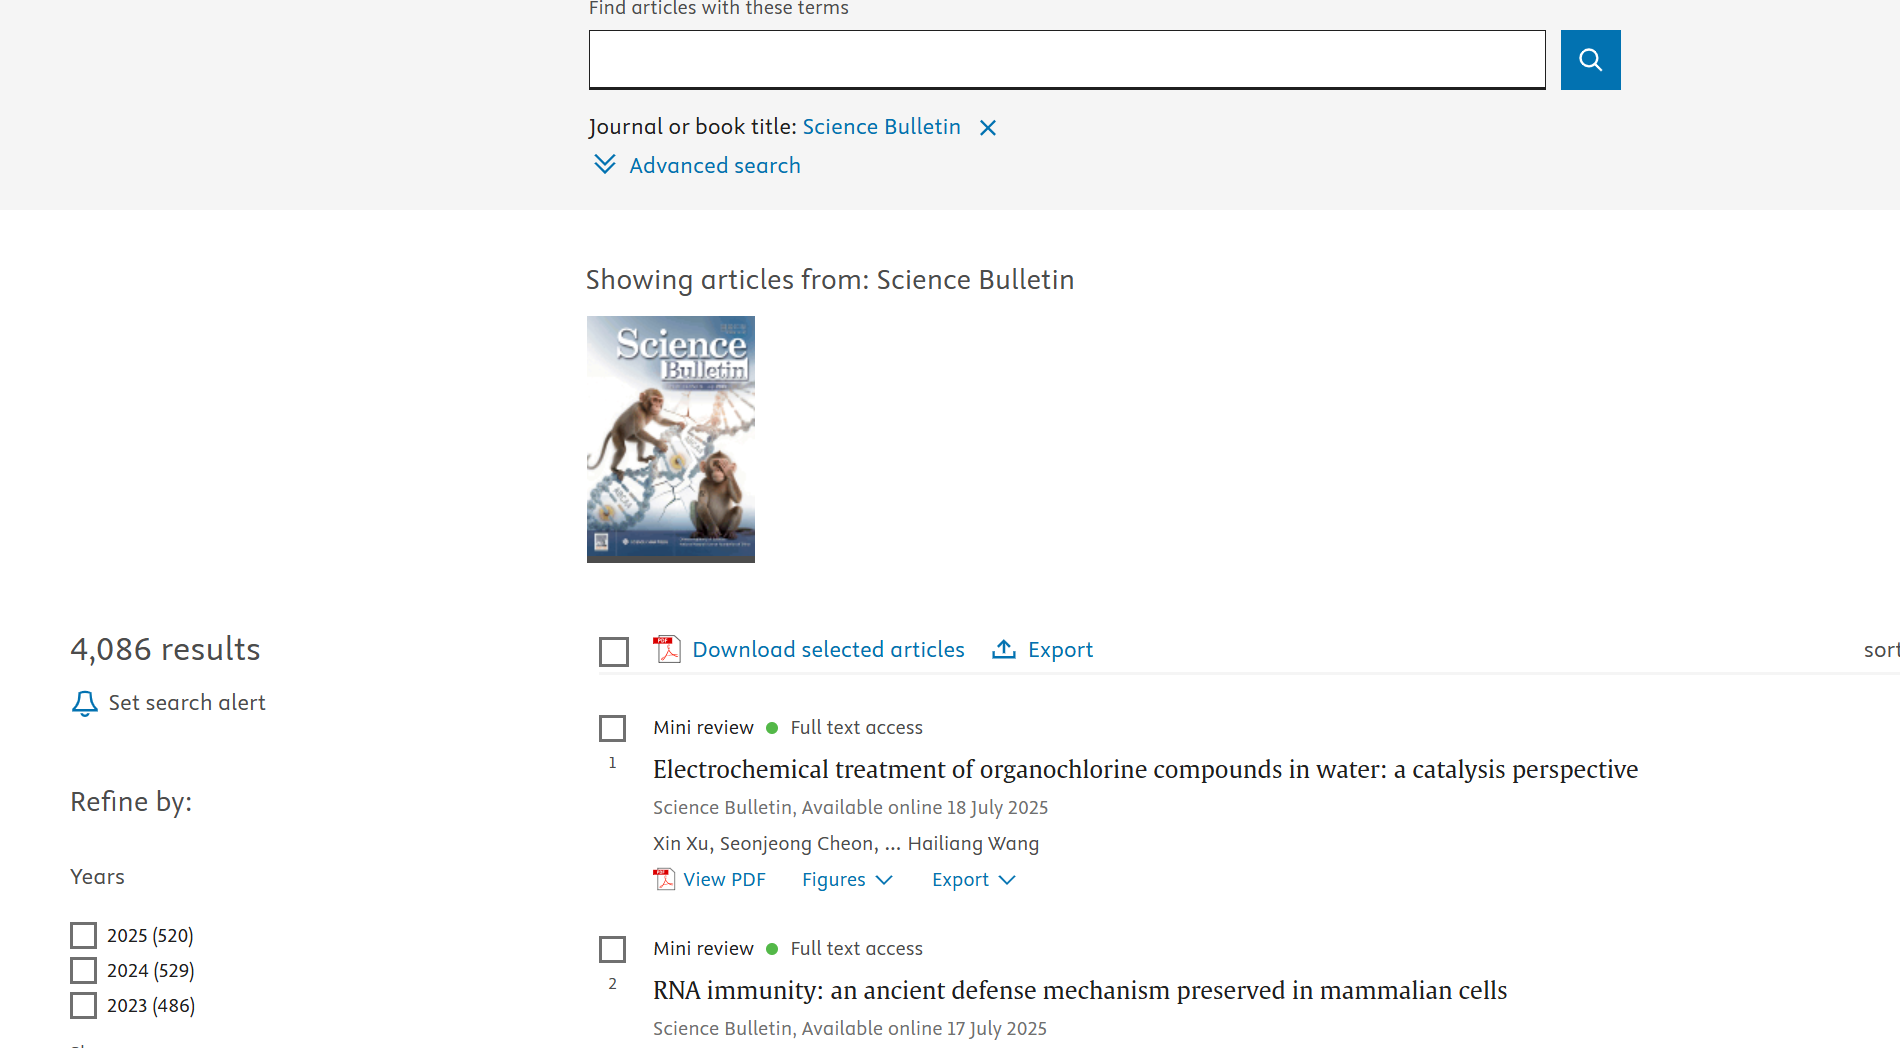 Find articles with these terms
Journal or book title: Science Bulletin
Advanced search
Showing articles from: Science Bulletin
Science
Bulletin
4,086 results
Set search alert
Refine by:
Years
2025 (520)
2024 (529)
2023 (486)
Download selected articles Export
sort
Mini review Full text access
1
Electrochemical treatment of organochlorine compounds in water: a catalysis perspective
Science Bulletin, Available online 18 July 2025
Xin Xu, Seonjeong Cheon, ... Hailiang Wang
View PDF Figures Export
Mini review Full text access
2
RNA immunity: an ancient defense mechanism preserved in mammalian cells
Science Bulletin, Available online 17 July 2025